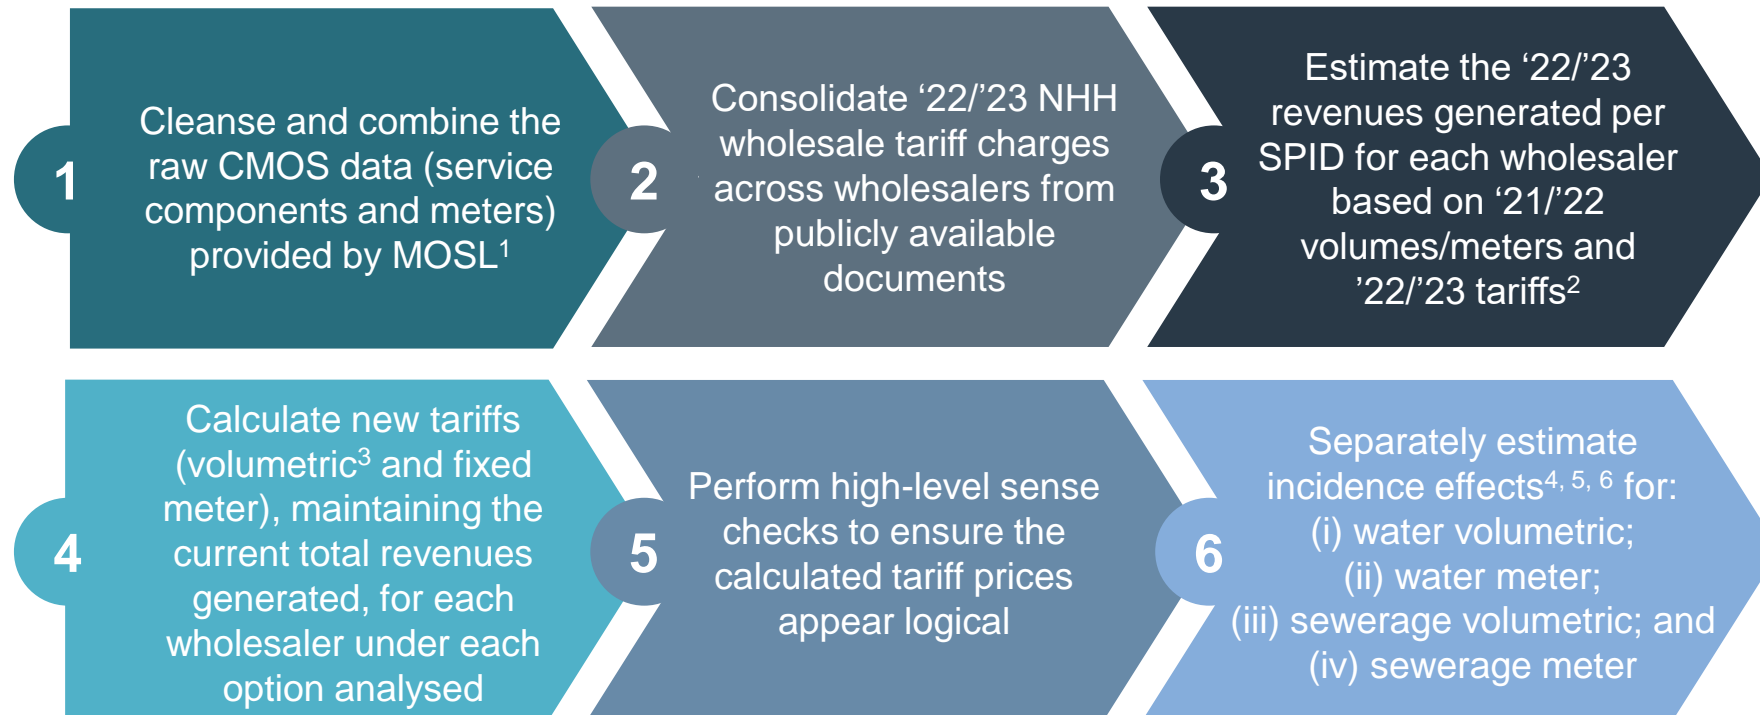 1
Cleanse and combine the
raw CMOS data (service
components and meters)
provided by MOSL¹
2
Consolidate ‘22/’23 NHH
wholesale tariff charges
across wholesalers from
publicly available
documents
3
Estimate the ‘22/’23
revenues generated per
SPID for each wholesaler
based on ‘21/’22
volumes/meters and
’22/’23 tariffs²
4
Calculate new tariffs
(volumetric³ and fixed
meter), maintaining the
current total revenues
generated, for each
wholesaler under each
option analysed
5
Perform high-level sense
checks to ensure the
calculated tariff prices
appear logical
6
Separately estimate
incidence effects⁴, ⁵, ⁶ for:
(i) water volumetric;
(ii) water meter;
(iii) sewerage volumetric; and
(iv) sewerage meter